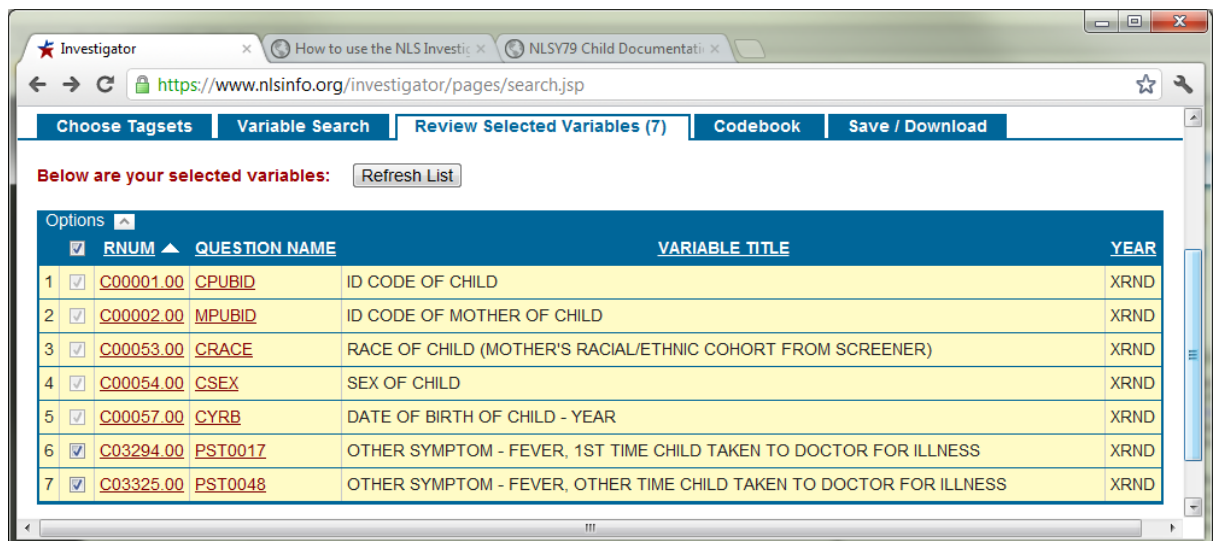 Investigator How to use the NLS Investig NLSY79 Child Documentati
https://www.nlsinfo.org/investigator/pages/search.jsp
Choose Tagsets Variable Search Review Selected Variables (7) Codebook Save / Download
Below are your selected variables: Refresh List
Options
RNUM QUESTION NAME VARIABLE TITLE YEAR
1 C00001.00 CPUBID ID CODE OF CHILD XRND
2 C00002.00 MPUBID ID CODE OF MOTHER OF CHILD XRND
3 C00053.00 CRACE RACE OF CHILD (MOTHER'S RACIAL/ETHNIC COHORT FROM SCREENER) XRND
4 C00054.00 CSEX SEX OF CHILD XRND
5 C00057.00 CYRB DATE OF BIRTH OF CHILD - YEAR XRND
6 C03294.00 PST0017 OTHER SYMPTOM - FEVER, 1ST TIME CHILD TAKEN TO DOCTOR FOR ILLNESS XRND
7 C03325.00 PST0048 OTHER SYMPTOM - FEVER, OTHER TIME CHILD TAKEN TO DOCTOR FOR ILLNESS XRND